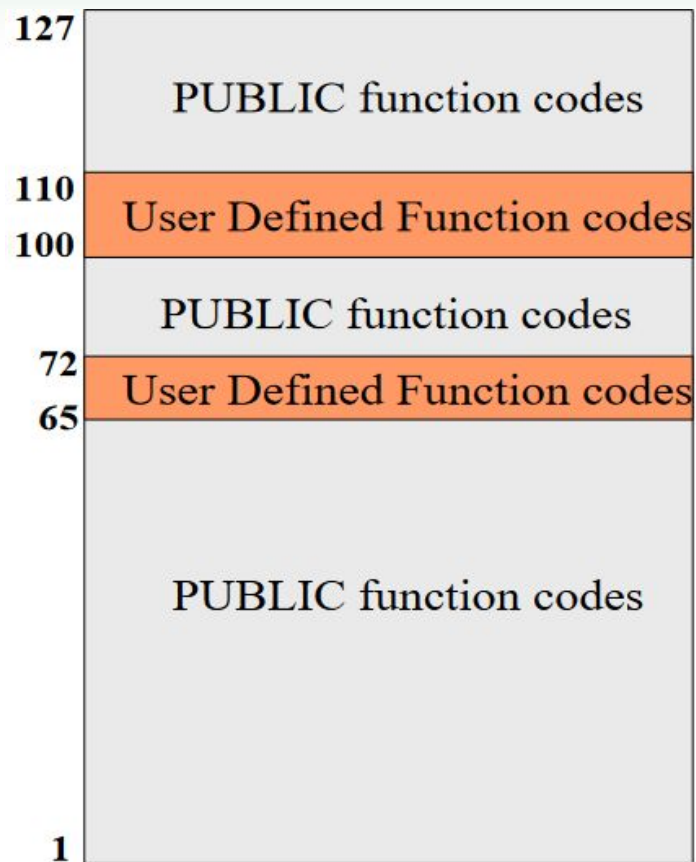 127
PUBLIC function codes
110
User Defined Function codes
100
PUBLIC function codes
72
User Defined Function codes
65
PUBLIC function codes
1